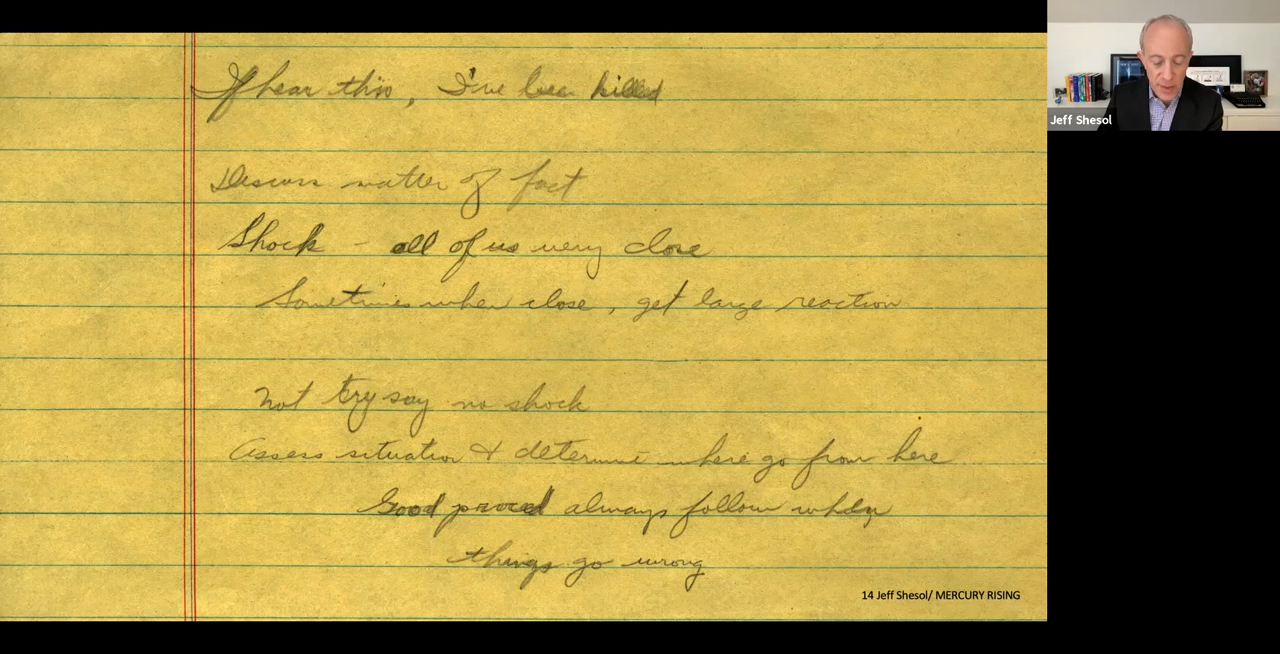 If hear this, I've been killed
Discuss matter of fact
Shock - all of us very close
Sometimes when close, get large reaction
Not try say no shock
Assess situation & determine where go from here
Good proced always follow when
things go wrong
14 Jeff Shesol/ MERCURY RISING
Jeff Shesol